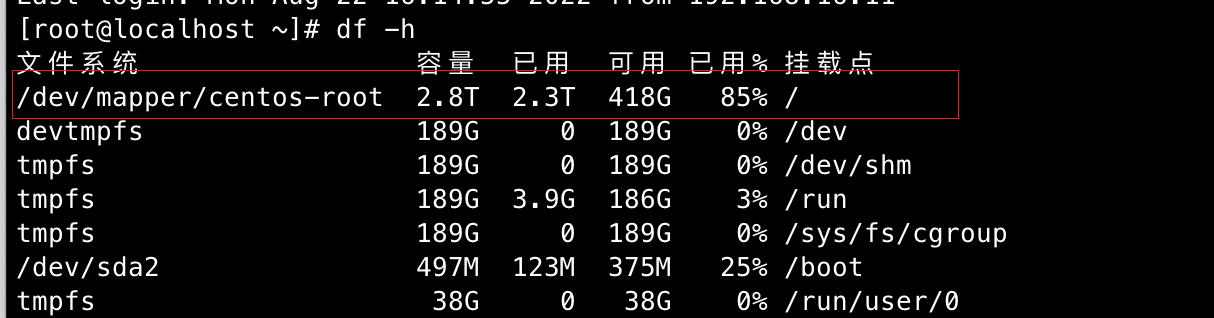 Last login: Mon Aug 22 16:14:55 2022 from 192.168.10.11
[root@localhost ~]# df -h
文件系统 容量 已用 可用 已用% 挂载点
/dev/mapper/centos-root 2.8T 2.3T 418G 85% /
devtmpfs 189G 0 189G 0% /dev
tmpfs 189G 0 189G 0% /dev/shm
tmpfs 189G 3.9G 186G 3% /run
tmpfs 189G 0 189G 0% /sys/fs/cgroup
/dev/sda2 497M 123M 375M 25% /boot
tmpfs 38G 0 38G 0% /run/user/0